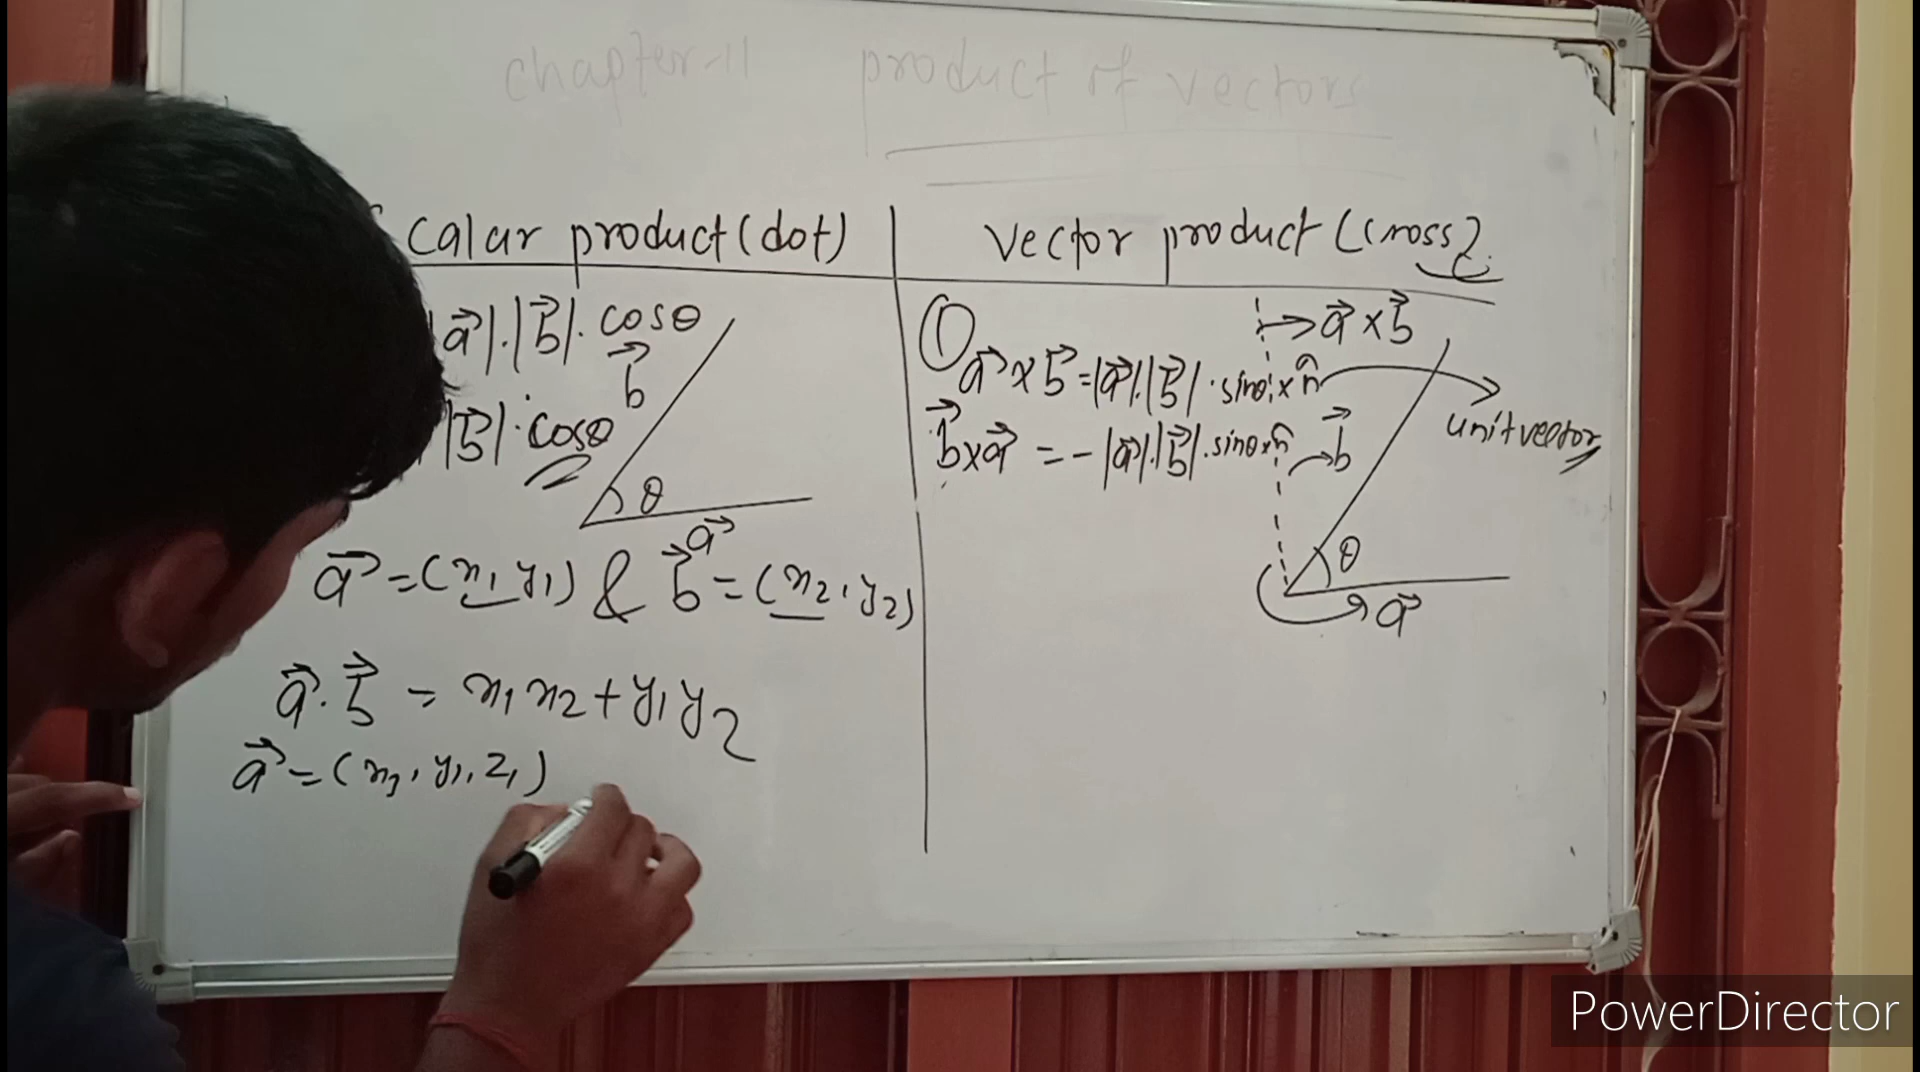 chapter-11 product of vectors
calar product (dot)
vector product (cross)
|a⃗|.|b⃗|.cosθ
b⃗
|b⃗|.cosθ
θ
a⃗
a⃗ = (x₁, y₁) & b⃗ = (x₂, y₂)
a⃗.b⃗ = x₁x₂ + y₁y₂
a⃗ = (x₁, y₁, z₁)
①
a⃗ x b⃗
a⃗ x b⃗ = |a⃗|.|b⃗|.sinθ x n̂
unit vector
b⃗ x a⃗ = - |a⃗|.|b⃗|.sinθ x n̂
b⃗
θ
a⃗
PowerDirector